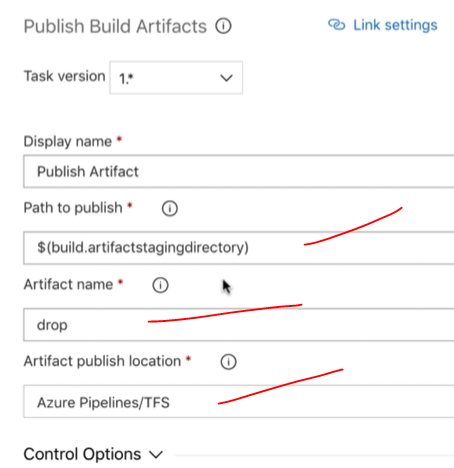 Publish Build Artifacts
Link settings
Task version 1.*
Display name *
Publish Artifact
Path to publish *
$(build.artifactstagingdirectory)
Artifact name *
drop
Artifact publish location *
Azure Pipelines/TFS
Control Options